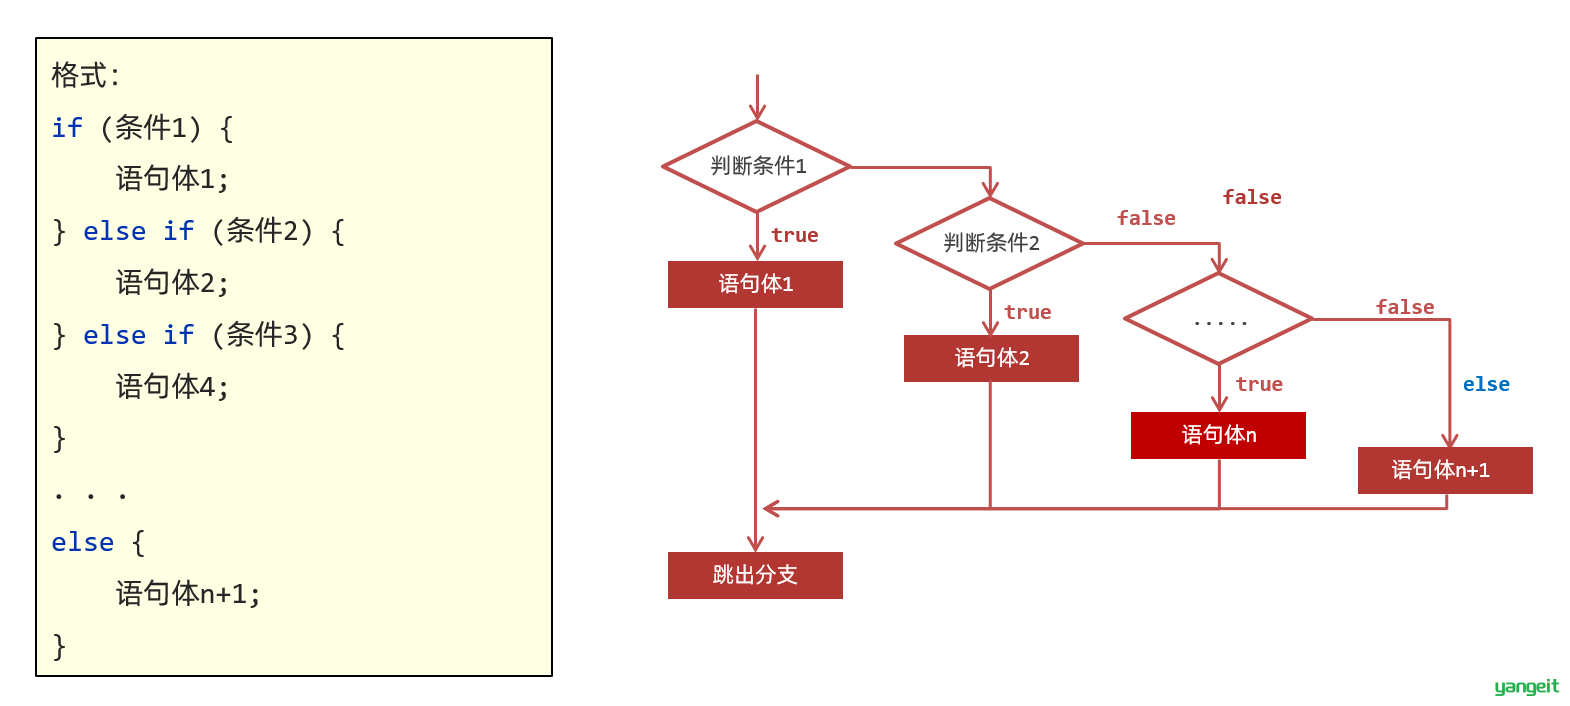 格式：
if (条件1) {
语句体1;
} else if (条件2) {
语句体2;
} else if (条件3) {
语句体4;
}
. . .
else {
语句体n+1;
}
判断条件1
true
语句体1
false
判断条件2
false
true
语句体2
.....
false
true
else
语句体n
语句体n+1
跳出分支
yangeit